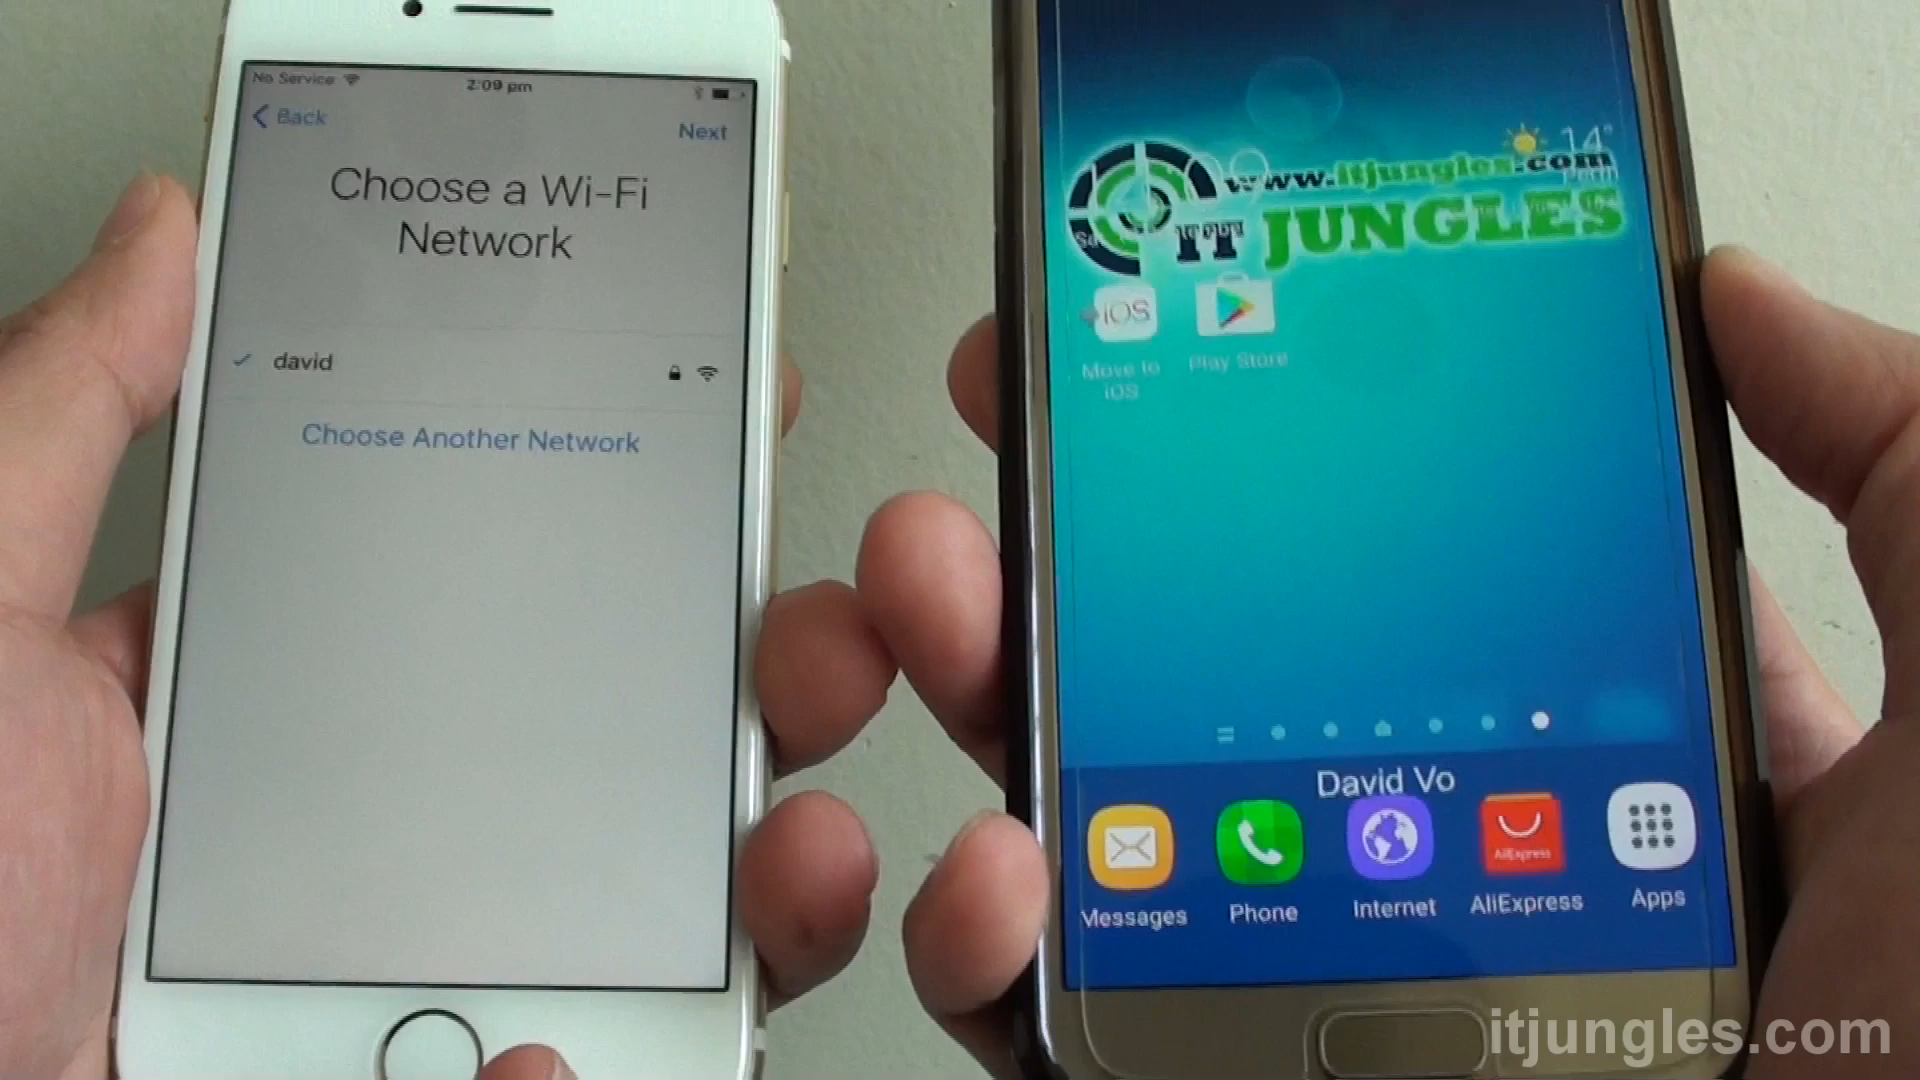 No Service
2:09 pm
Back
Next
Choose a Wi-Fi
Network
david
Choose Another Network
14°
www.itjungles.com
IT JUNGLES
iOS
Move to
iOS
Play Store
David Vo
AliExpress
Messages
Phone
Internet
AliExpress
Apps
itjungles.com